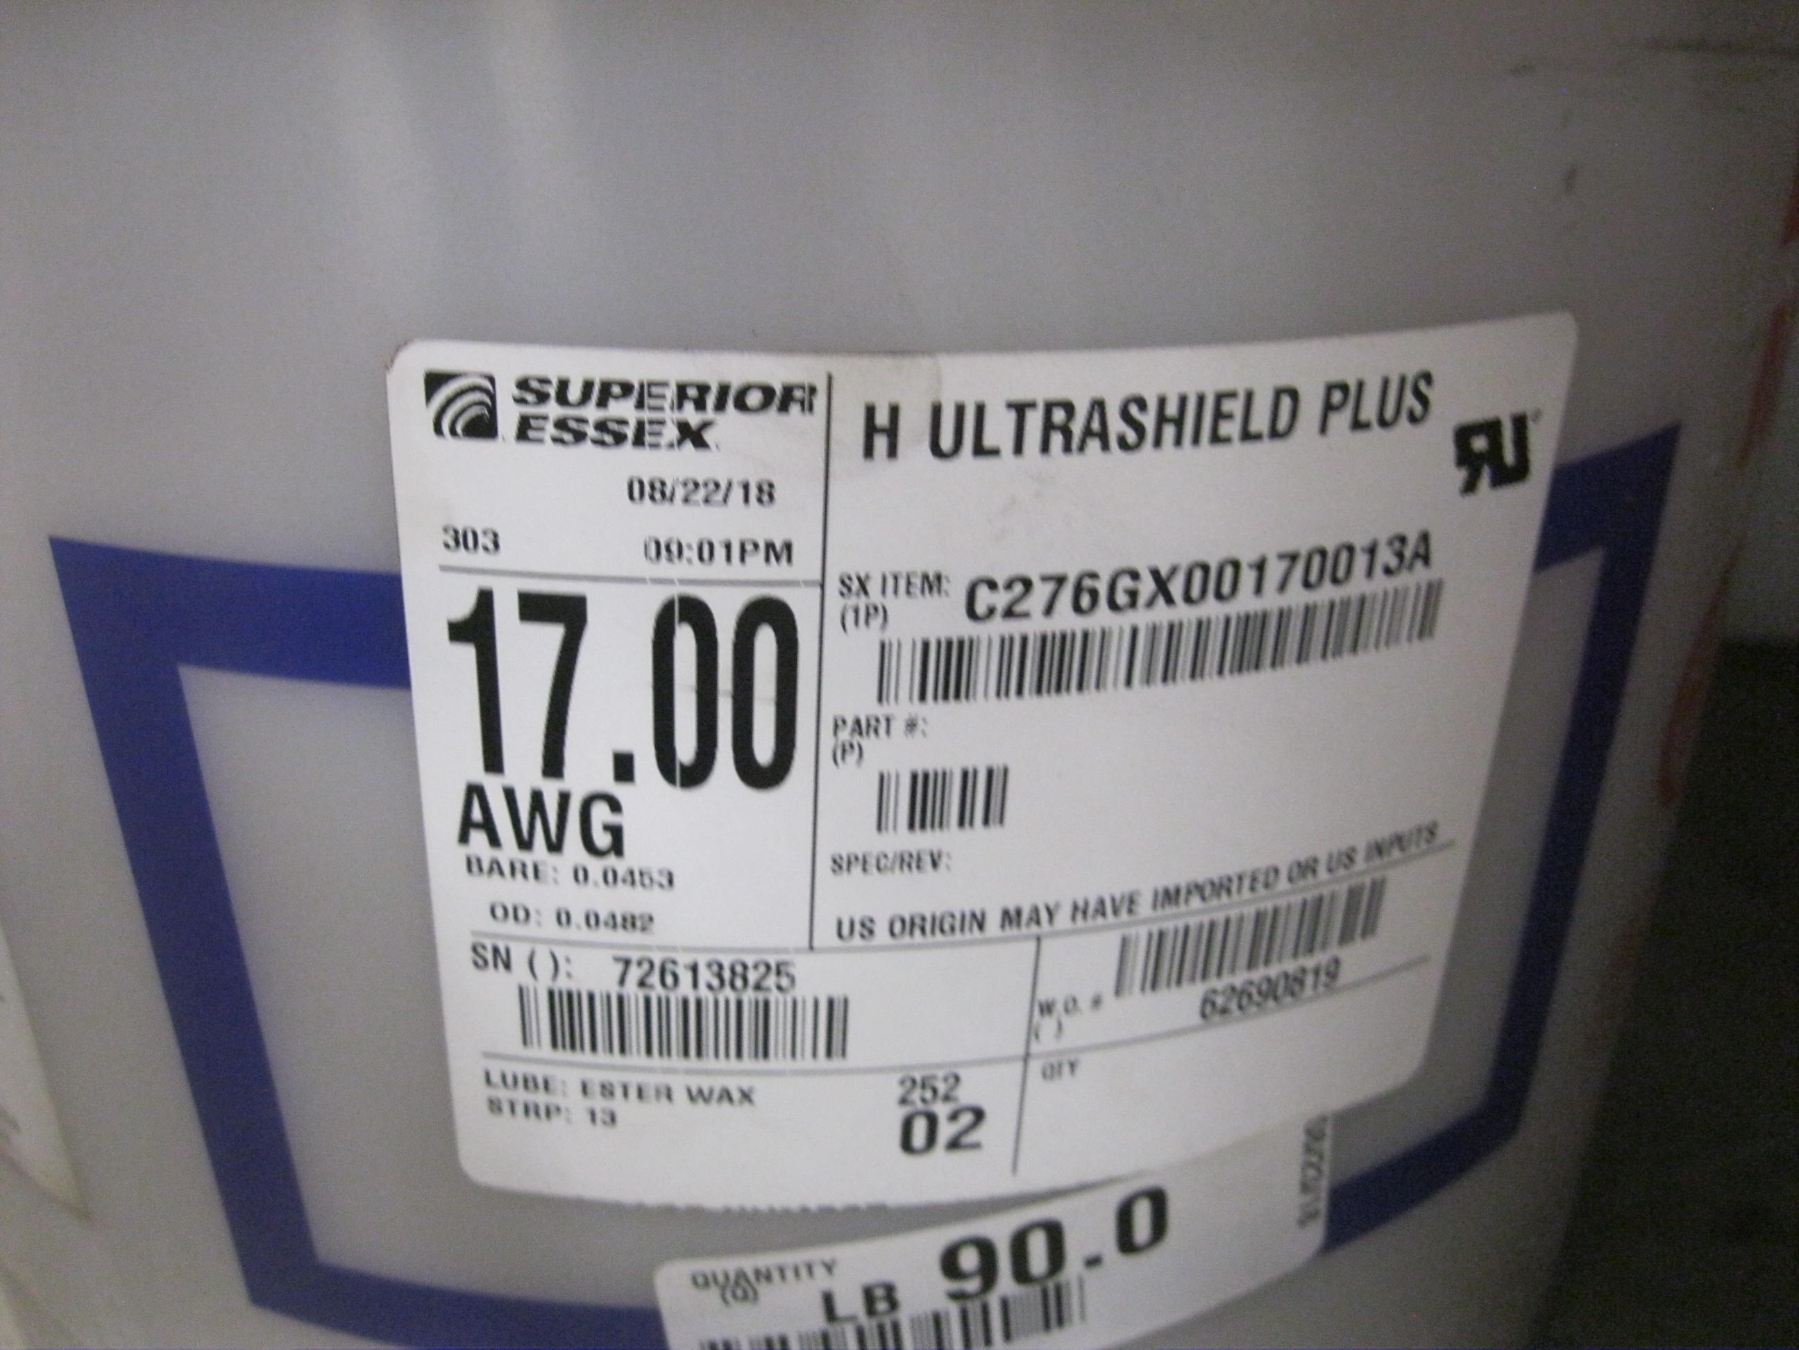 SUPERIOR
ESSEX
08/22/18
303 09:01PM
17.00
AWG
BARE: 0.0453
OD: 0.0482
H ULTRASHIELD PLUS
RU
SX ITEM: C276GX00170013A
(1P)
PART #:
(P)
SPEC/REV:
US ORIGIN MAY HAVE IMPORTED OR US INPUTS
SN ( ): 72613825
W.O. #
( )
62690819
LUBE: ESTER WAX
STRP: 13
252
02
QTY
QUANTITY
(Q)
LB 90.0